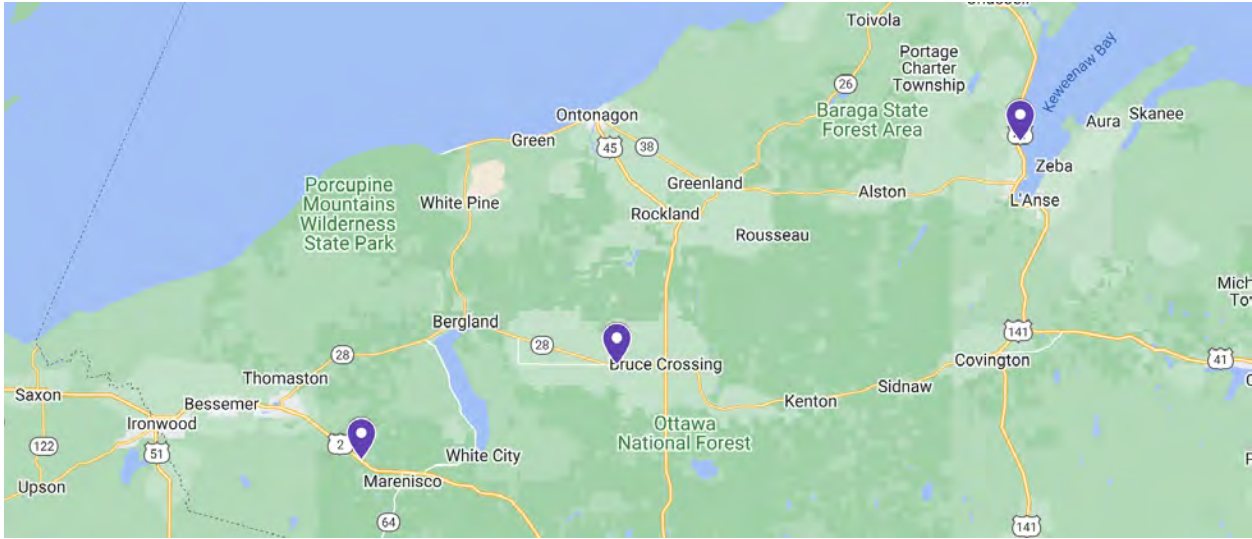 Toivola
Portage
Charter
Township
Keweenaw Bay
26
Baraga State
Forest Area
Aura
Skanee
Ontonagon
Green
45
38
Zeba
Greenland
Alston
L'Anse
Porcupine
Mountains
Wilderness
State Park
White Pine
Rockland
Rousseau
Bergland
28
141
28
Bruce Crossing
Covington
41
Thomaston
Sidnaw
Saxon
Bessemer
Kenton
Ironwood
122
51
2
Ottawa
National Forest
White City
Upson
Marenisco
64
141